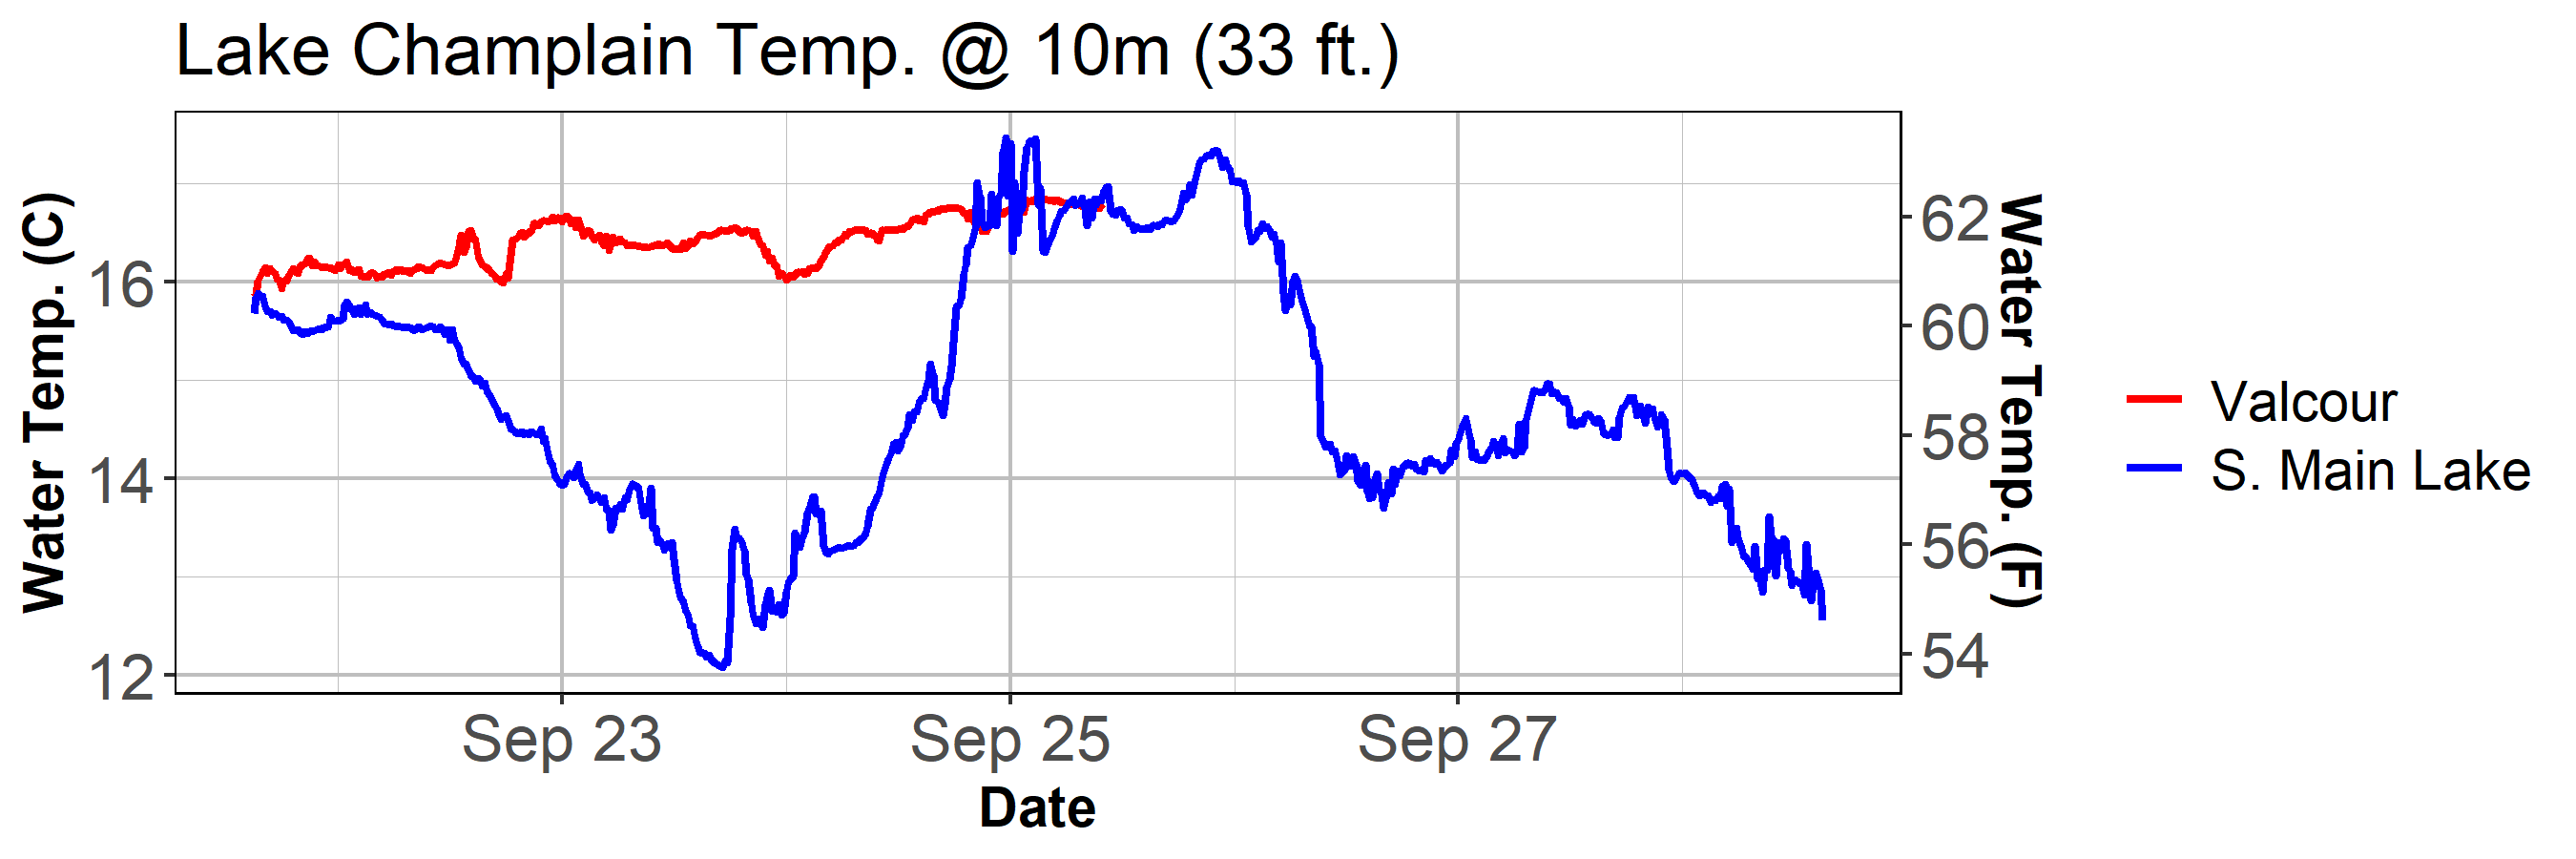 Lake Champlain Temp. @ 10m (33 ft.)
Water Temp. (C)
16
14
12
62
60
58
56
54
Water Temp. (F)
Sep 23
Sep 25
Sep 27
Date
Valcour
S. Main Lake